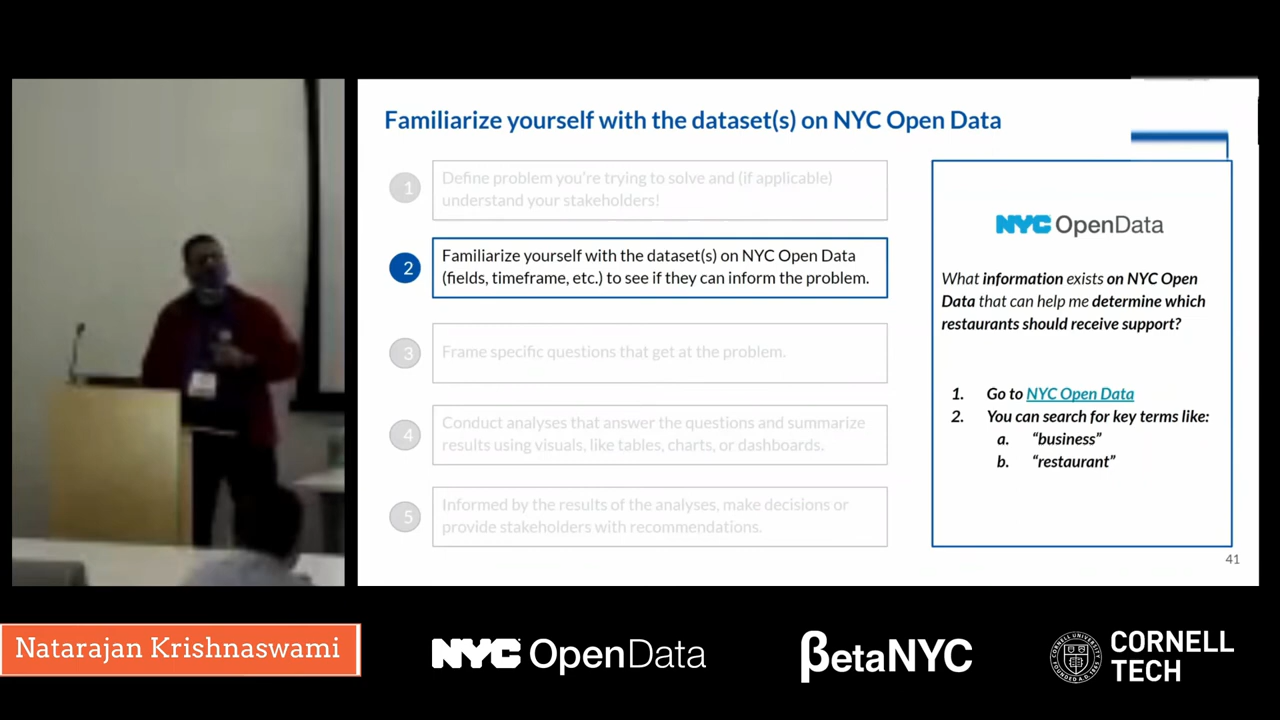 Familiarize yourself with the dataset(s) on NYC Open Data
1
Define problem you're trying to solve and (if applicable)
understand your stakeholders!
2
Familiarize yourself with the dataset(s) on NYC Open Data
(fields, timeframe, etc.) to see if they can inform the problem.
3
Frame specific questions that get at the problem.
4
Conduct analyses that answer the questions and summarize
results using visuals, like tables, charts, or dashboards.
5
Informed by the results of the analyses, make decisions or
provide stakeholders with recommendations.
NYC OpenData
What information exists on NYC Open
Data that can help me determine which
restaurants should receive support?
1. Go to NYC Open Data
2. You can search for key terms like:
a. “business”
b. “restaurant”
41
Natarajan Krishnaswami
NYC OpenData
βetaNYC
CORNELL
TECH